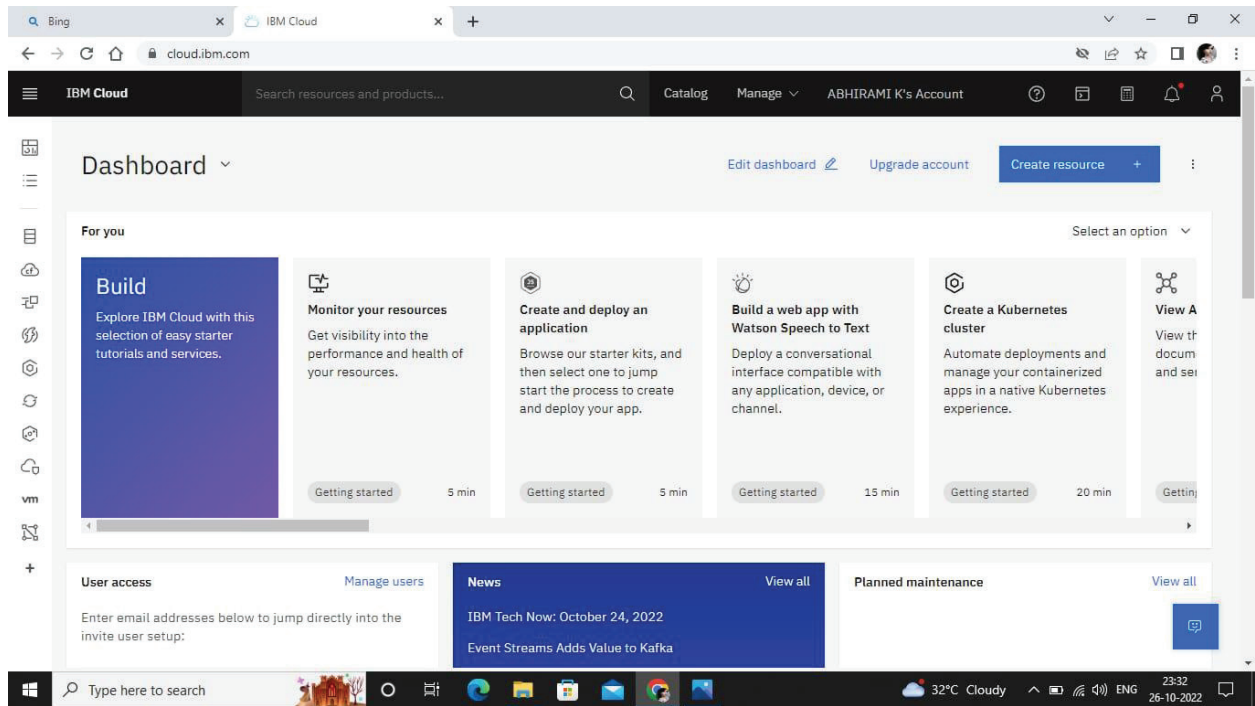 Bing
IBM Cloud
cloud.ibm.com
IBM Cloud
Search resources and products...
Catalog
Manage
ABHIRAMI K's Account
Dashboard
Edit dashboard
Upgrade account
Create resource +
For you
Select an option
Build
Explore IBM Cloud with this
selection of easy starter
tutorials and services.
Monitor your resources
Get visibility into the
performance and health of
your resources.
Getting started
5 min
Create and deploy an
application
Browse our starter kits, and
then select one to jump
start the process to create
and deploy your app.
Getting started
5 min
Build a web app with
Watson Speech to Text
Deploy a conversational
interface compatible with
any application, device, or
channel.
Getting started
15 min
Create a Kubernetes
cluster
Automate deployments and
manage your containerized
apps in a native Kubernetes
experience.
Getting started
20 min
View A
View th
docum
and ser
Getting
vm
User access
Manage users
Enter email addresses below to jump directly into the
invite user setup:
News
View all
IBM Tech Now: October 24, 2022
Event Streams Adds Value to Kafka
Planned maintenance
View all
Type here to search
32°C Cloudy
ENG
23:32
26-10-2022